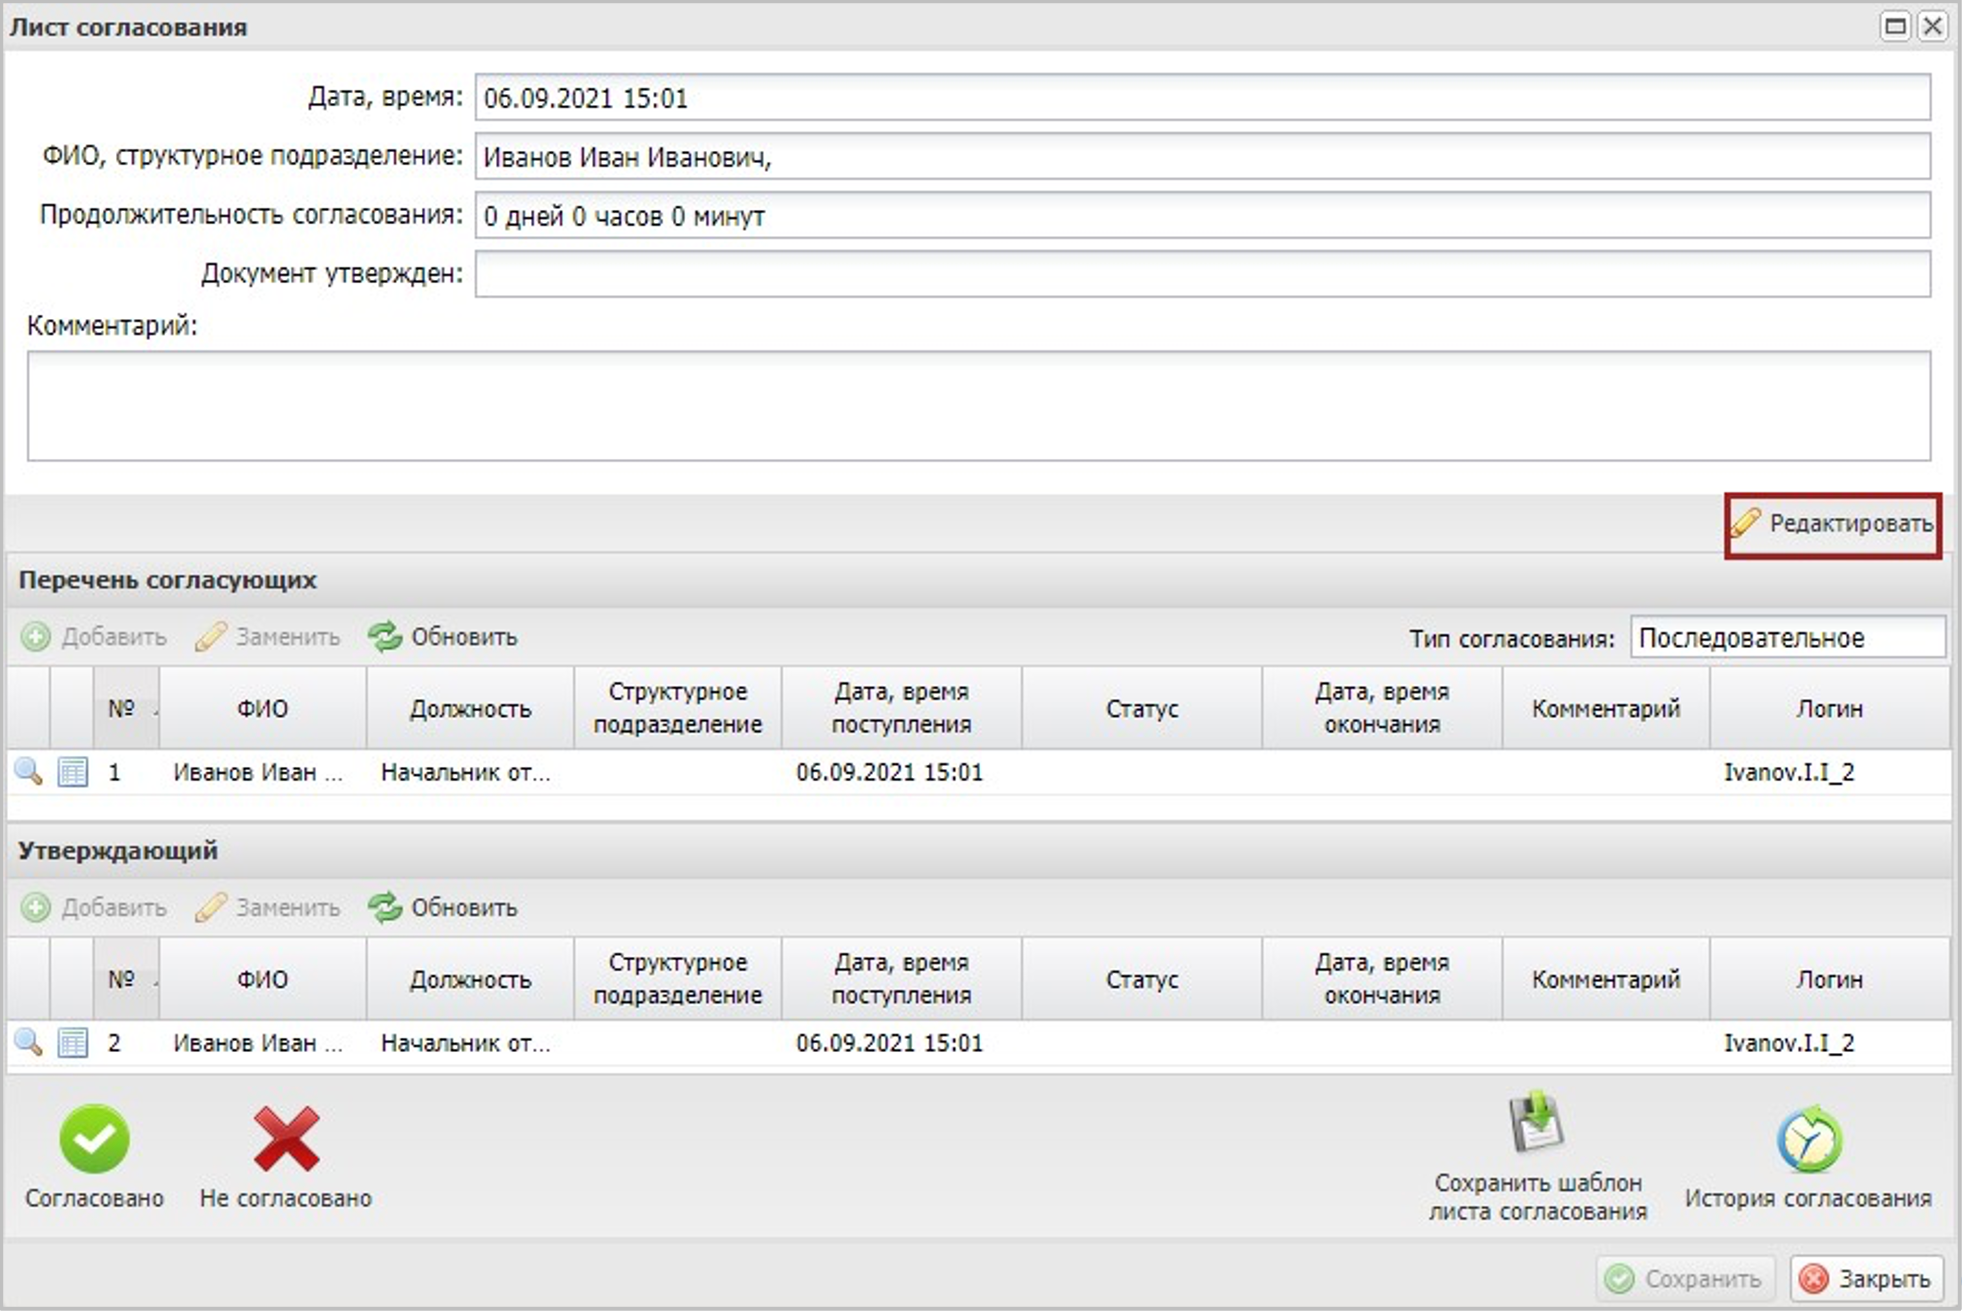 Лист согласования
Дата, время: 06.09.2021 15:01
ФИО, структурное подразделение: Иванов Иван Иванович,
Продолжительность согласования: 0 дней 0 часов 0 минут
Документ утвержден:
Комментарий:
Редактировать
Перечень согласующих
Добавить Заменить Обновить Тип согласования: Последовательное
№ ФИО Должность Структурное подразделение Дата, время поступления Статус Дата, время окончания Комментарий Логин
1 Иванов Иван ... Начальник от... 06.09.2021 15:01 Ivanov.I.I_2
Утверждающий
Добавить Заменить Обновить
№ ФИО Должность Структурное подразделение Дата, время поступления Статус Дата, время окончания Комментарий Логин
2 Иванов Иван ... Начальник от... 06.09.2021 15:01 Ivanov.I.I_2
Согласовано Не согласовано
Сохранить шаблон
листа согласования
История согласования
Сохранить Закрыть